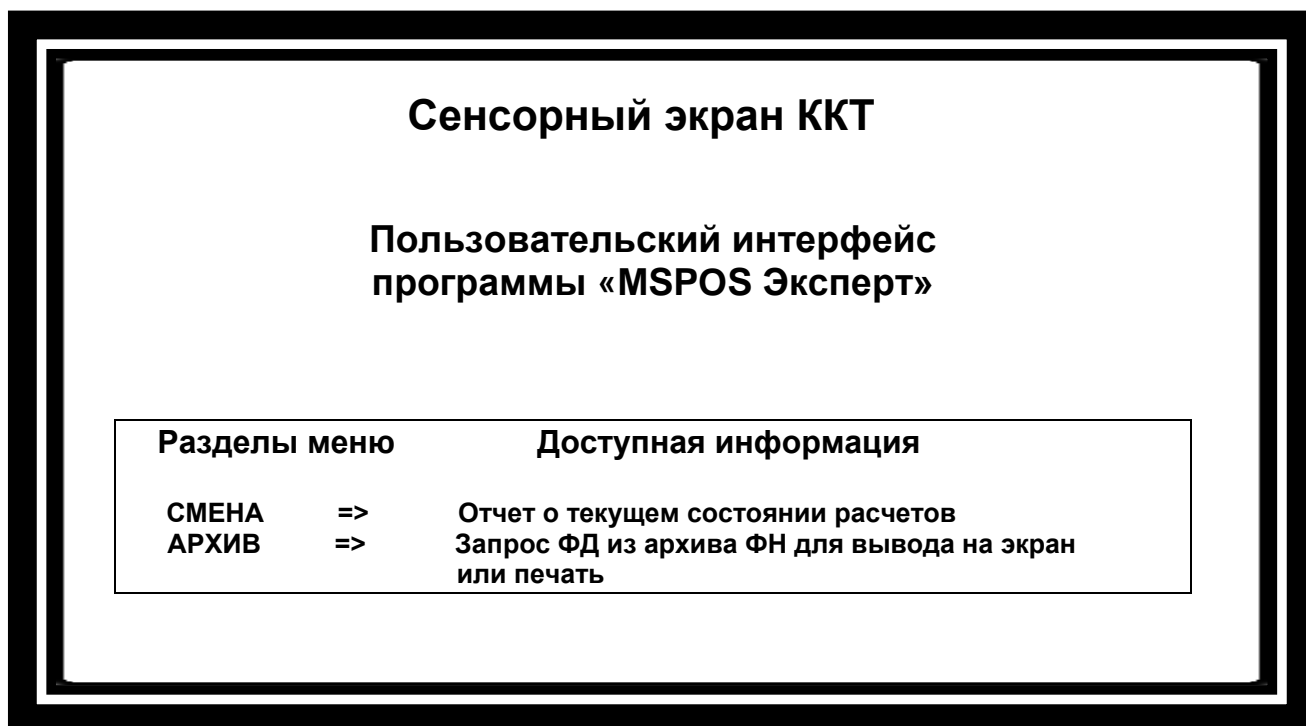 Сенсорный экран ККТ
Пользовательский интерфейс
программы «MSPOS Эксперт»
Разделы меню Доступная информация
СМЕНА => Отчет о текущем состоянии расчетов
АРХИВ => Запрос ФД из архива ФН для вывода на экран
или печать